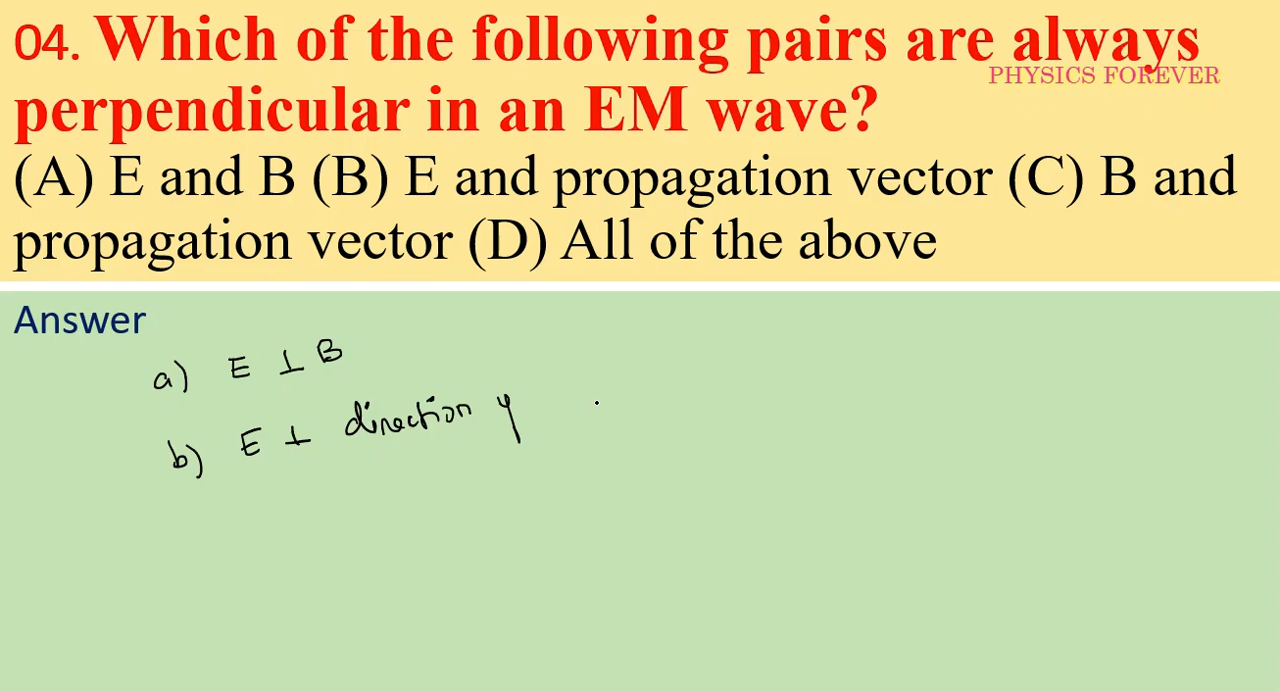 04. Which of the following pairs are always
PHYSICS FOREVER
perpendicular in an EM wave?
(A) E and B (B) E and propagation vector (C) B and
propagation vector (D) All of the above
Answer
a) E ⊥ B
b) E ⊥ direction